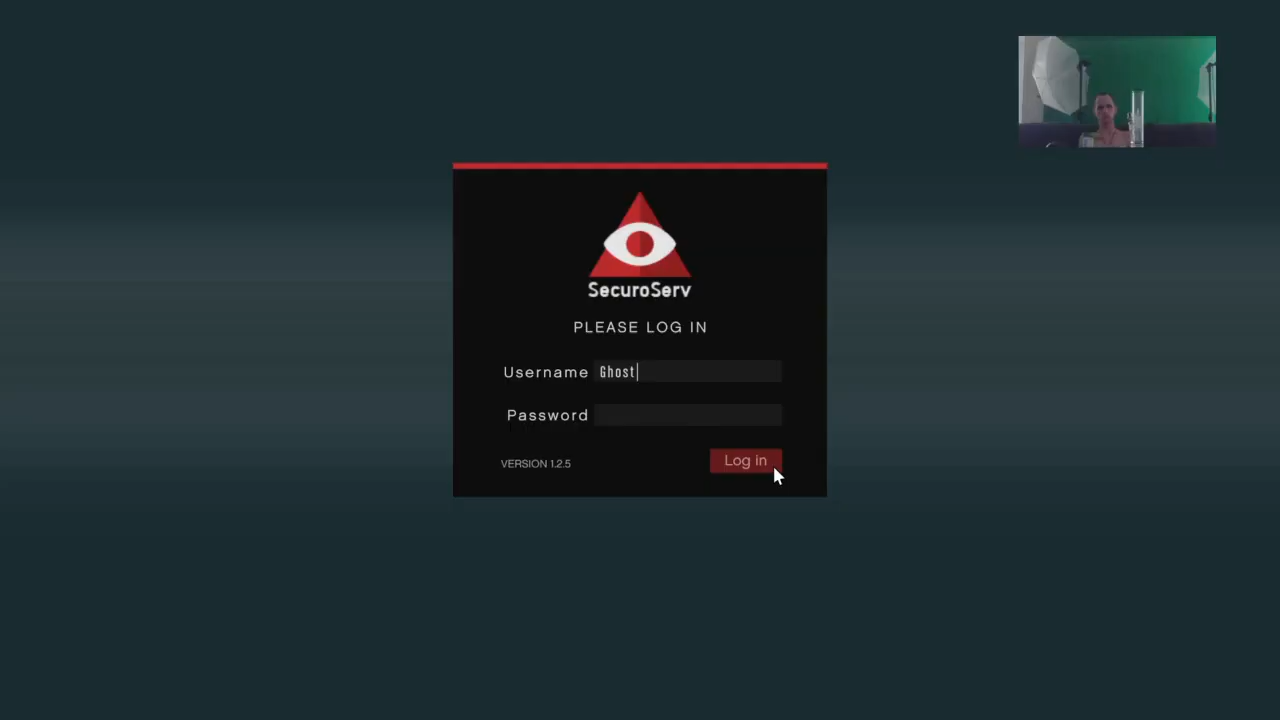 SecuroServ
PLEASE LOG IN
Username Ghost
Password
VERSION 1.2.5 Log in